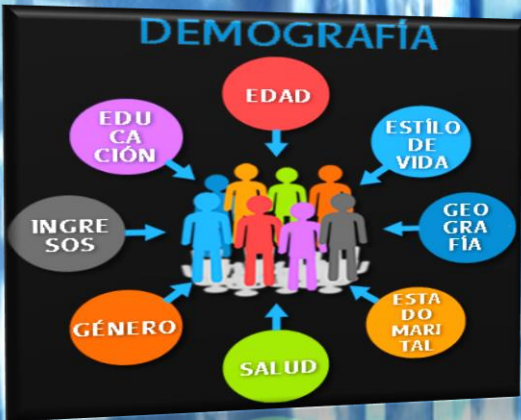 DEMOGRAFÍA
EDAD
EDU
CA
CIÓN
ESTÍLO
DE
VIDA
INGRE
SOS
GEO
GRA
FÍA
GÉNERO
ESTA
DO
MARI
TAL
SALUD